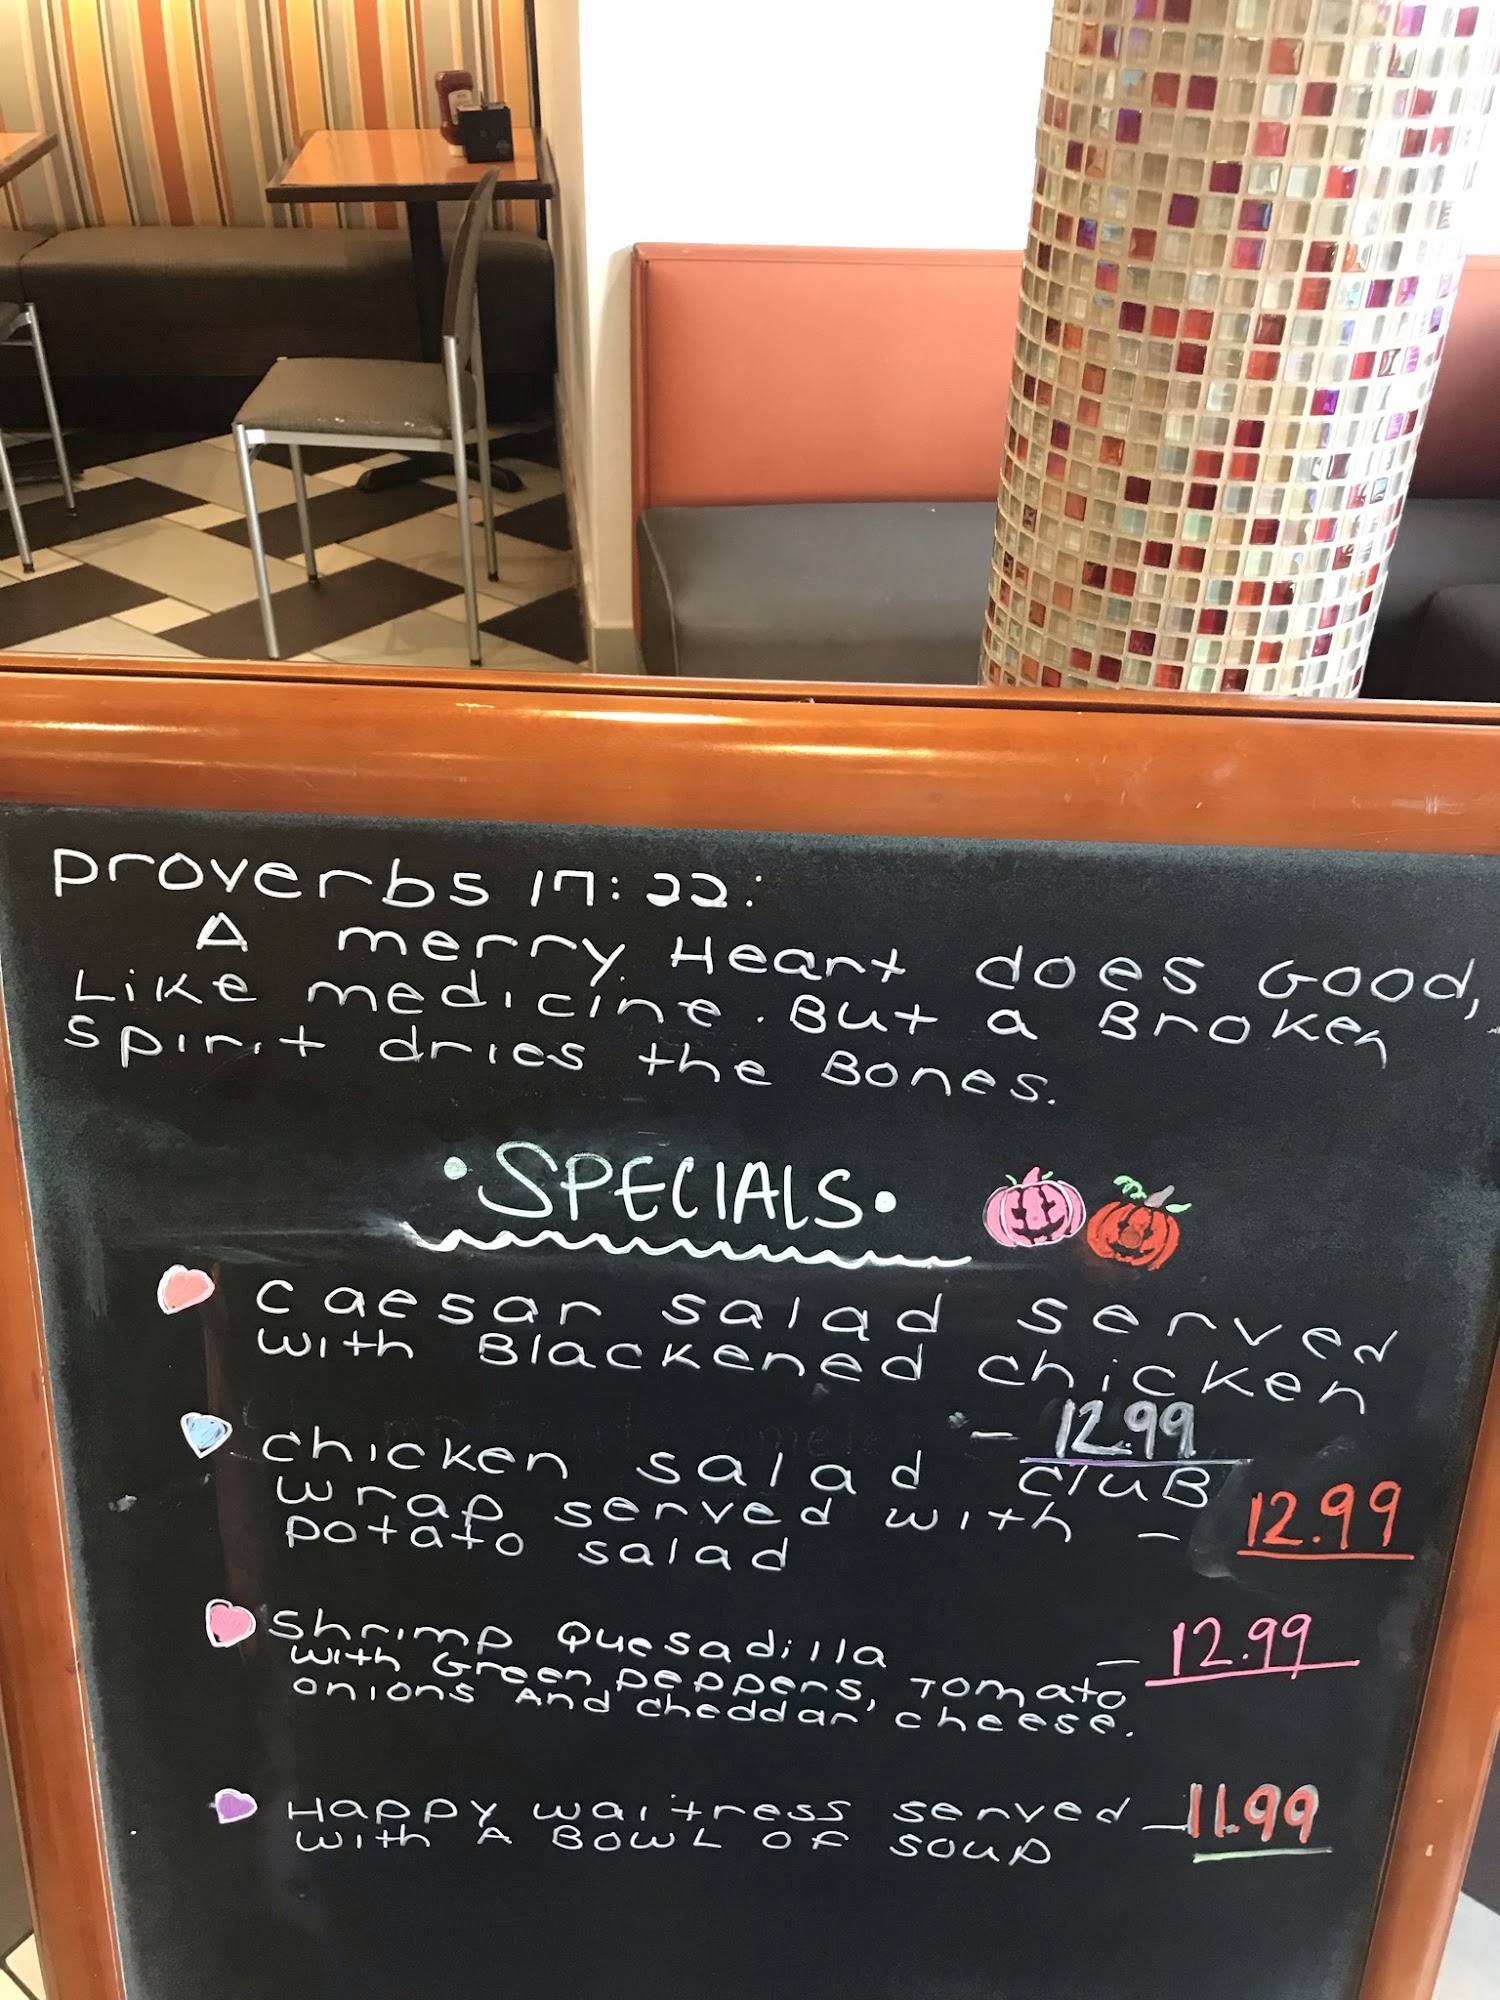 Proverbs 17:22:
A merry Heart does Good,
Like medicine. But a Broken
spirit dries the Bones.
•SPECIALS•
Caesar salad served
with Blackened chicken
- 12.99
Chicken salad cluB
wrap served with - 12.99
potato salad
Shrimp Quesadilla - 12.99
with Green peppers, Tomato
onions And cheddar cheese.
Happy waitress served - 11.99
with A BOWL OF SOUP